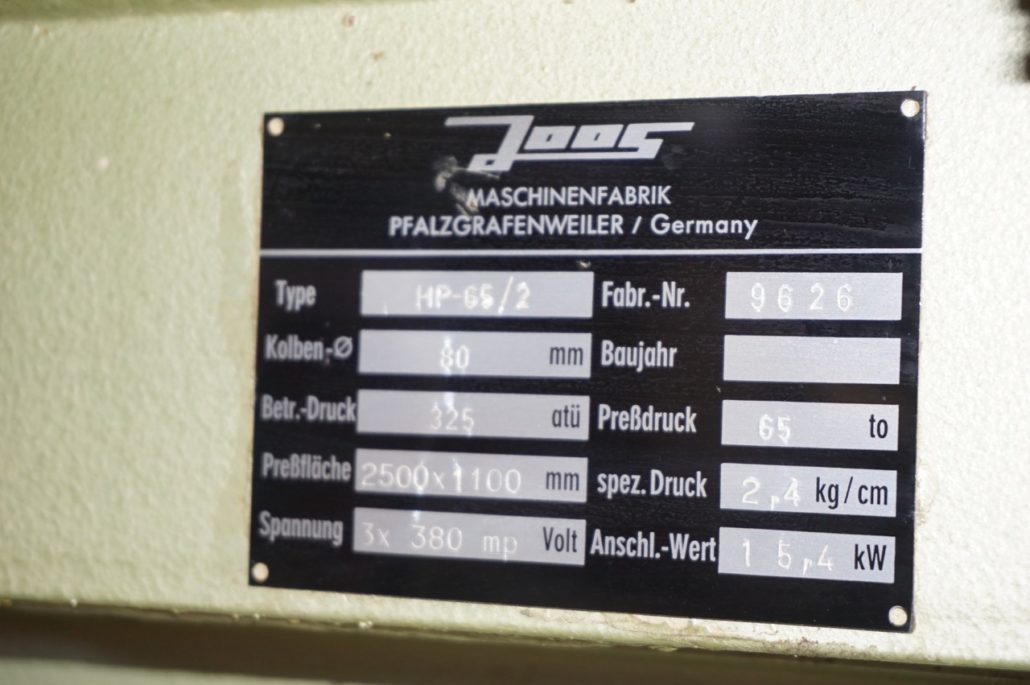 Joos
MASCHINENFABRIK
PFALZGRAFENWEILER / Germany
Type HP-65/2 Fabr.-Nr. 9626
Kolben-Ø 80 mm Baujahr
Betr.-Druck 325 atü Preßdruck 65 to
Preßfläche 2500x1100 mm spez. Druck 2,4 kg/cm
Spannung 3x 380 mp Volt Anschl.-Wert 15,4 kW